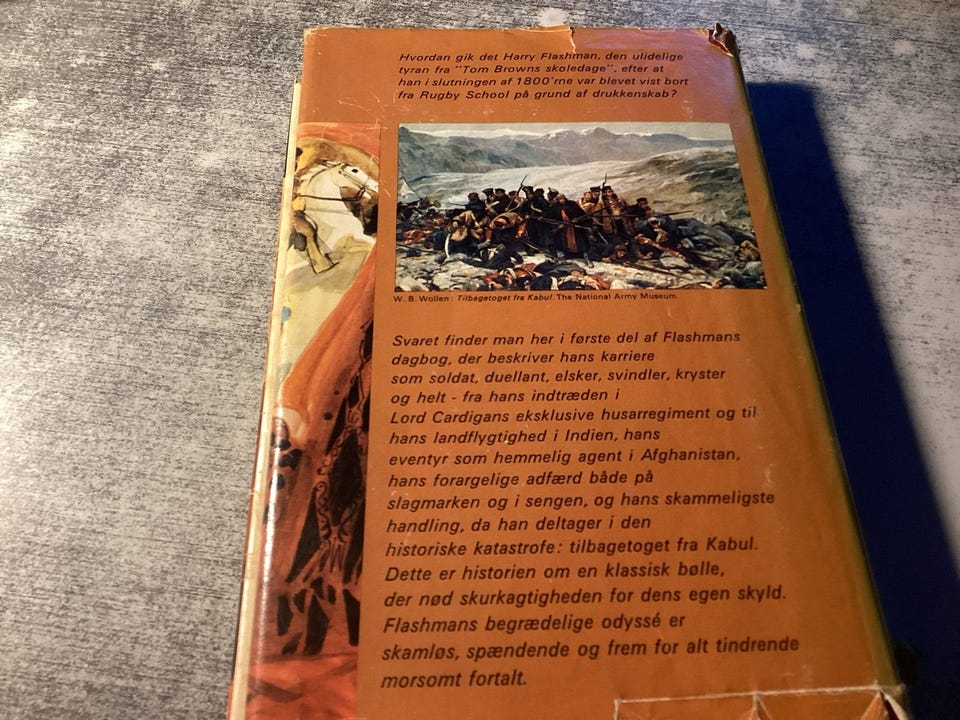 Hvordan gik det Harry Flashman, den ulidelige
tyran fra "Tom Browns skoledage", efter at
han i slutningen af 1800'rne var blevet vist bort
fra Rugby School på grund af drukkenskab?
W. B. Wollen: Tilbagetoget fra Kabul. The National Army Museum
Svaret finder man her i første del af Flashmans
dagbog, der beskriver hans karriere
som soldat, duellant, elsker, svindler, kryster
og helt - fra hans indtræden i
Lord Cardigans eksklusive husarregiment og til
hans landflygtighed i Indien, hans
eventyr som hemmelig agent i Afghanistan,
hans forargelige adfærd både på
slagmarken og i sengen, og hans skammeligste
handling, da han deltager i den
historiske katastrofe: tilbagetoget fra Kabul.
Dette er historien om en klassisk bølle,
der nød skurkagtigheden for dens egen skyld.
Flashmans begrædelige odyssé er
skamløs, spændende og frem for alt tindrende
morsomt fortalt.